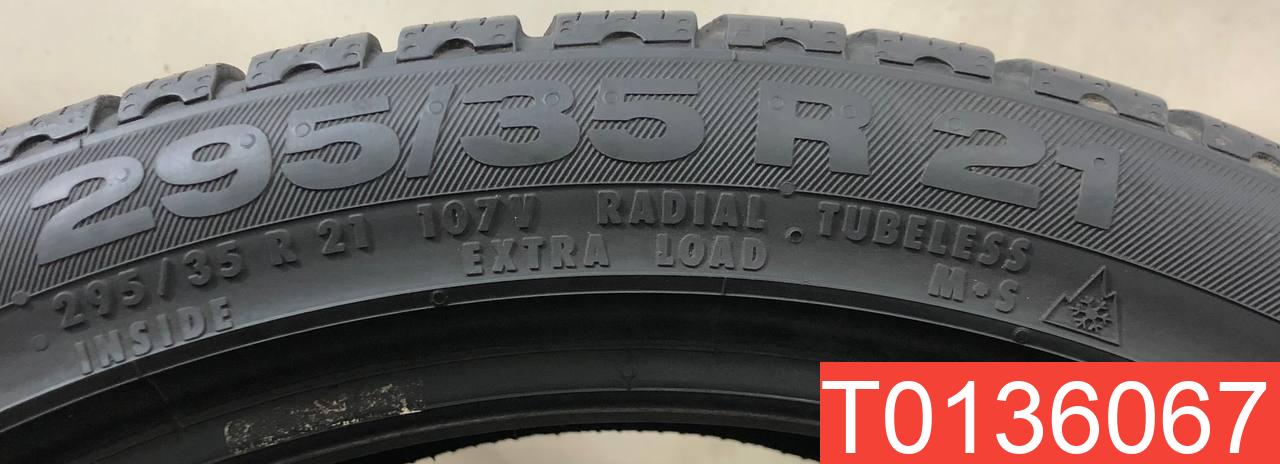 295/35 R 21
295/35 R 21 107V RADIAL TUBELESS
INSIDE EXTRA LOAD M•S
T0136067